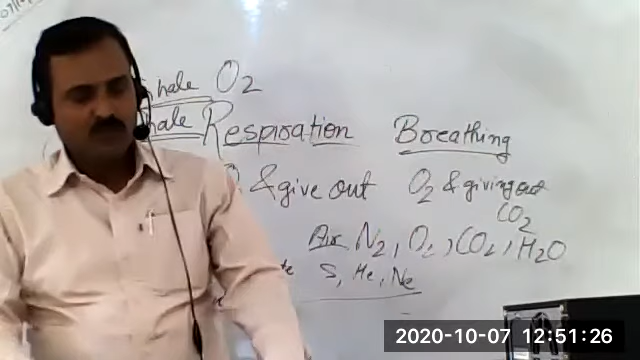 hale O2
hale Respiration Breathing
& give out O2 & giving out
CO2
Air N2, O2, CO2, H2O
S, He, Ne
2020-10-07 12:51:26